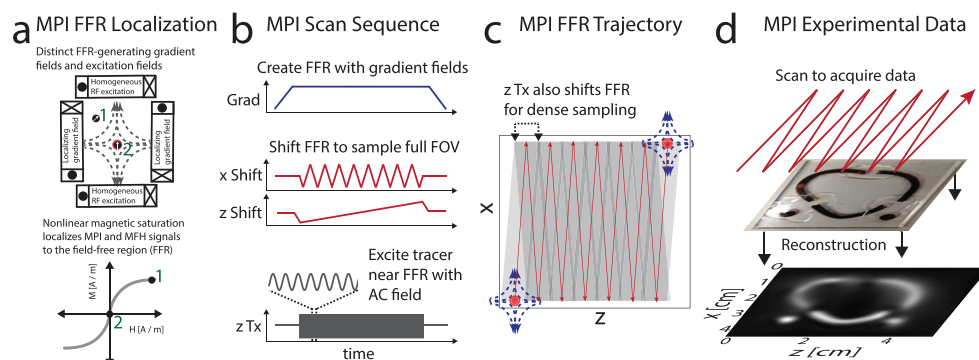 a
MPI FFR Localization
Distinct FFR-generating gradient
fields and excitation fields
Homogeneous
RF excitation
1
Localizing
gradient field
2
Localizing
gradient field
Homogeneous
RF excitation
Nonlinear magnetic saturation
localizes MPI and MFH signals
to the field-free region (FFR)
M [A / m]
1
2
H [A / m]
b
MPI Scan Sequence
Create FFR with gradient fields
Grad
Shift FFR to sample full FOV
x Shift
z Shift
Excite tracer
near FFR with
AC field
z Tx
time
c
MPI FFR Trajectory
z Tx also shifts FFR
for dense sampling
x
z
d
MPI Experimental Data
Scan to acquire data
Reconstruction
0
1
2
3
4
x [cm]
2
4
z [cm]